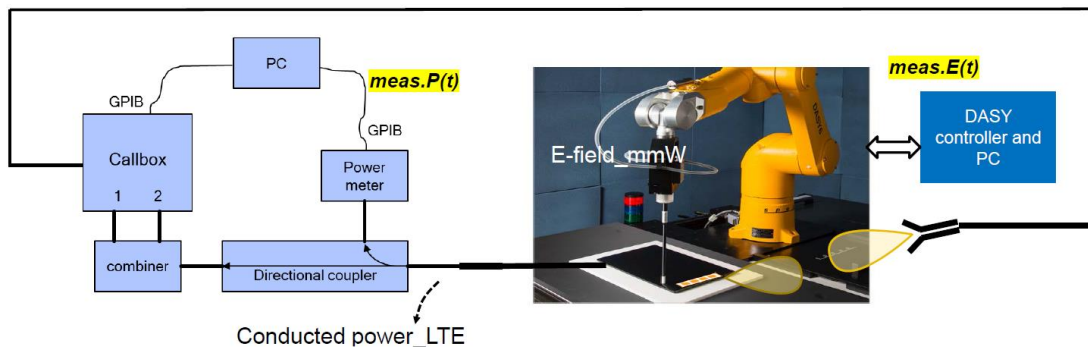 PC
meas.P(t)
meas.E(t)
GPIB
GPIB
DASY
controller and
PC
Callbox
1 2
Power
meter
E-field_mmW
DASY6
combiner
Directional coupler
Conducted power_LTE